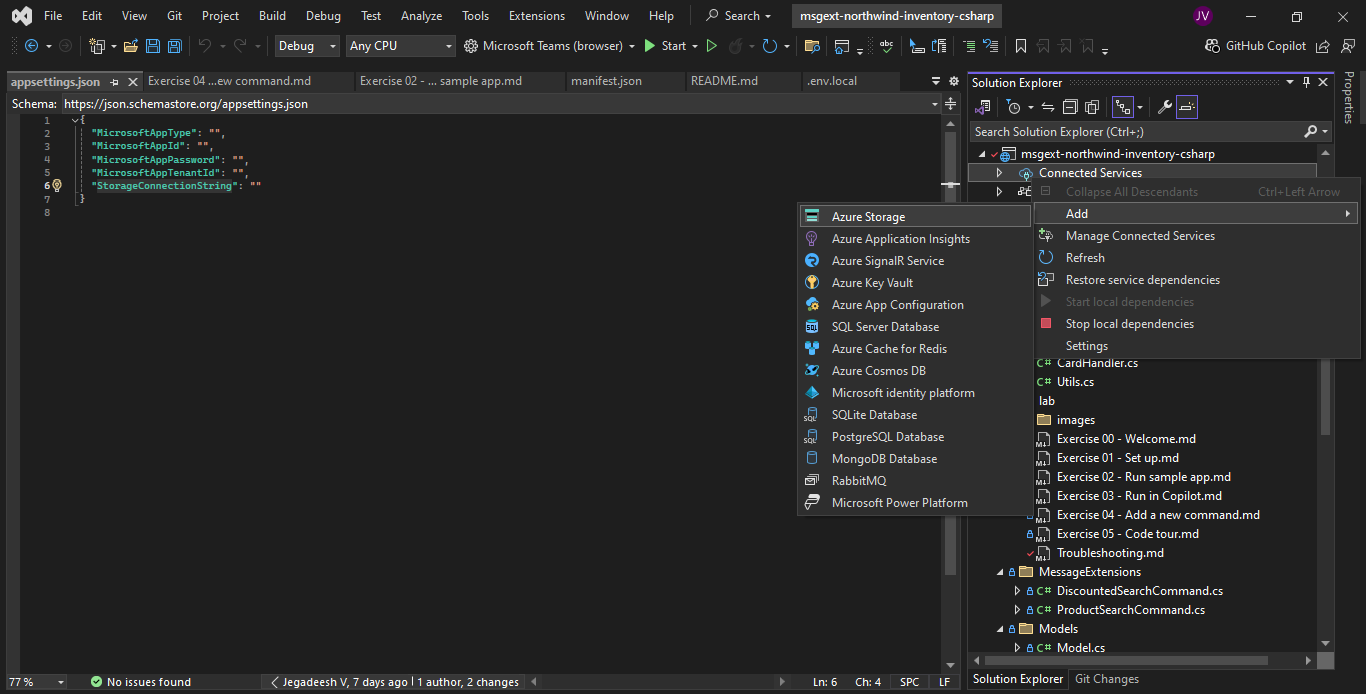 File Edit View Git Project Build Debug Test Analyze Tools Extensions Window Help Search msgext-northwind-inventory-csharp JV
Debug Any CPU Microsoft Teams (browser) Start GitHub Copilot
appsettings.json Exercise 04 ...ew command.md Exercise 02 - ... sample app.md manifest.json README.md .env.local
Schema: https://json.schemastore.org/appsettings.json
1 {
2 "MicrosoftAppType": "",
3 "MicrosoftAppId": "",
4 "MicrosoftAppPassword": "",
5 "MicrosoftAppTenantId": "",
6 "StorageConnectionString": ""
7 }
8
Azure Storage
Azure Application Insights
Azure SignalR Service
Azure Key Vault
Azure App Configuration
SQL Server Database
Azure Cache for Redis
Azure Cosmos DB
Microsoft identity platform
SQLite Database
PostgreSQL Database
MongoDB Database
RabbitMQ
Microsoft Power Platform
Solution Explorer
Search Solution Explorer (Ctrl+;)
msgext-northwind-inventory-csharp
Connected Services
Collapse All Descendants Ctrl+Left Arrow
Add
Manage Connected Services
Refresh
Restore service dependencies
Start local dependencies
Stop local dependencies
Settings
C# CardHandler.cs
C# Utils.cs
lab
images
Exercise 00 - Welcome.md
Exercise 01 - Set up.md
Exercise 02 - Run sample app.md
Exercise 03 - Run in Copilot.md
Exercise 04 - Add a new command.md
Exercise 05 - Code tour.md
Troubleshooting.md
MessageExtensions
C# DiscountedSearchCommand.cs
C# ProductSearchCommand.cs
Models
C# Model.cs
Solution Explorer Git Changes
Properties
77 % No issues found Jegadeesh V, 7 days ago | 1 author, 2 changes Ln: 6 Ch: 4 SPC LF